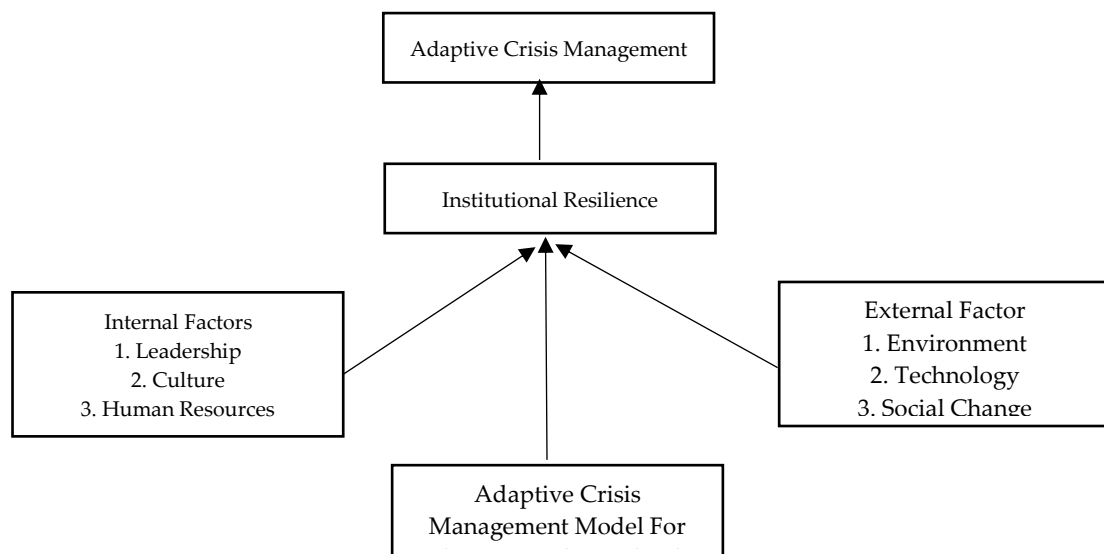 Adaptive Crisis Management
Institutional Resilience
Internal Factors
1. Leadership
2. Culture
3. Human Resources
External Factor
1. Environment
2. Technology
3. Social Change
Adaptive Crisis
Management Model For